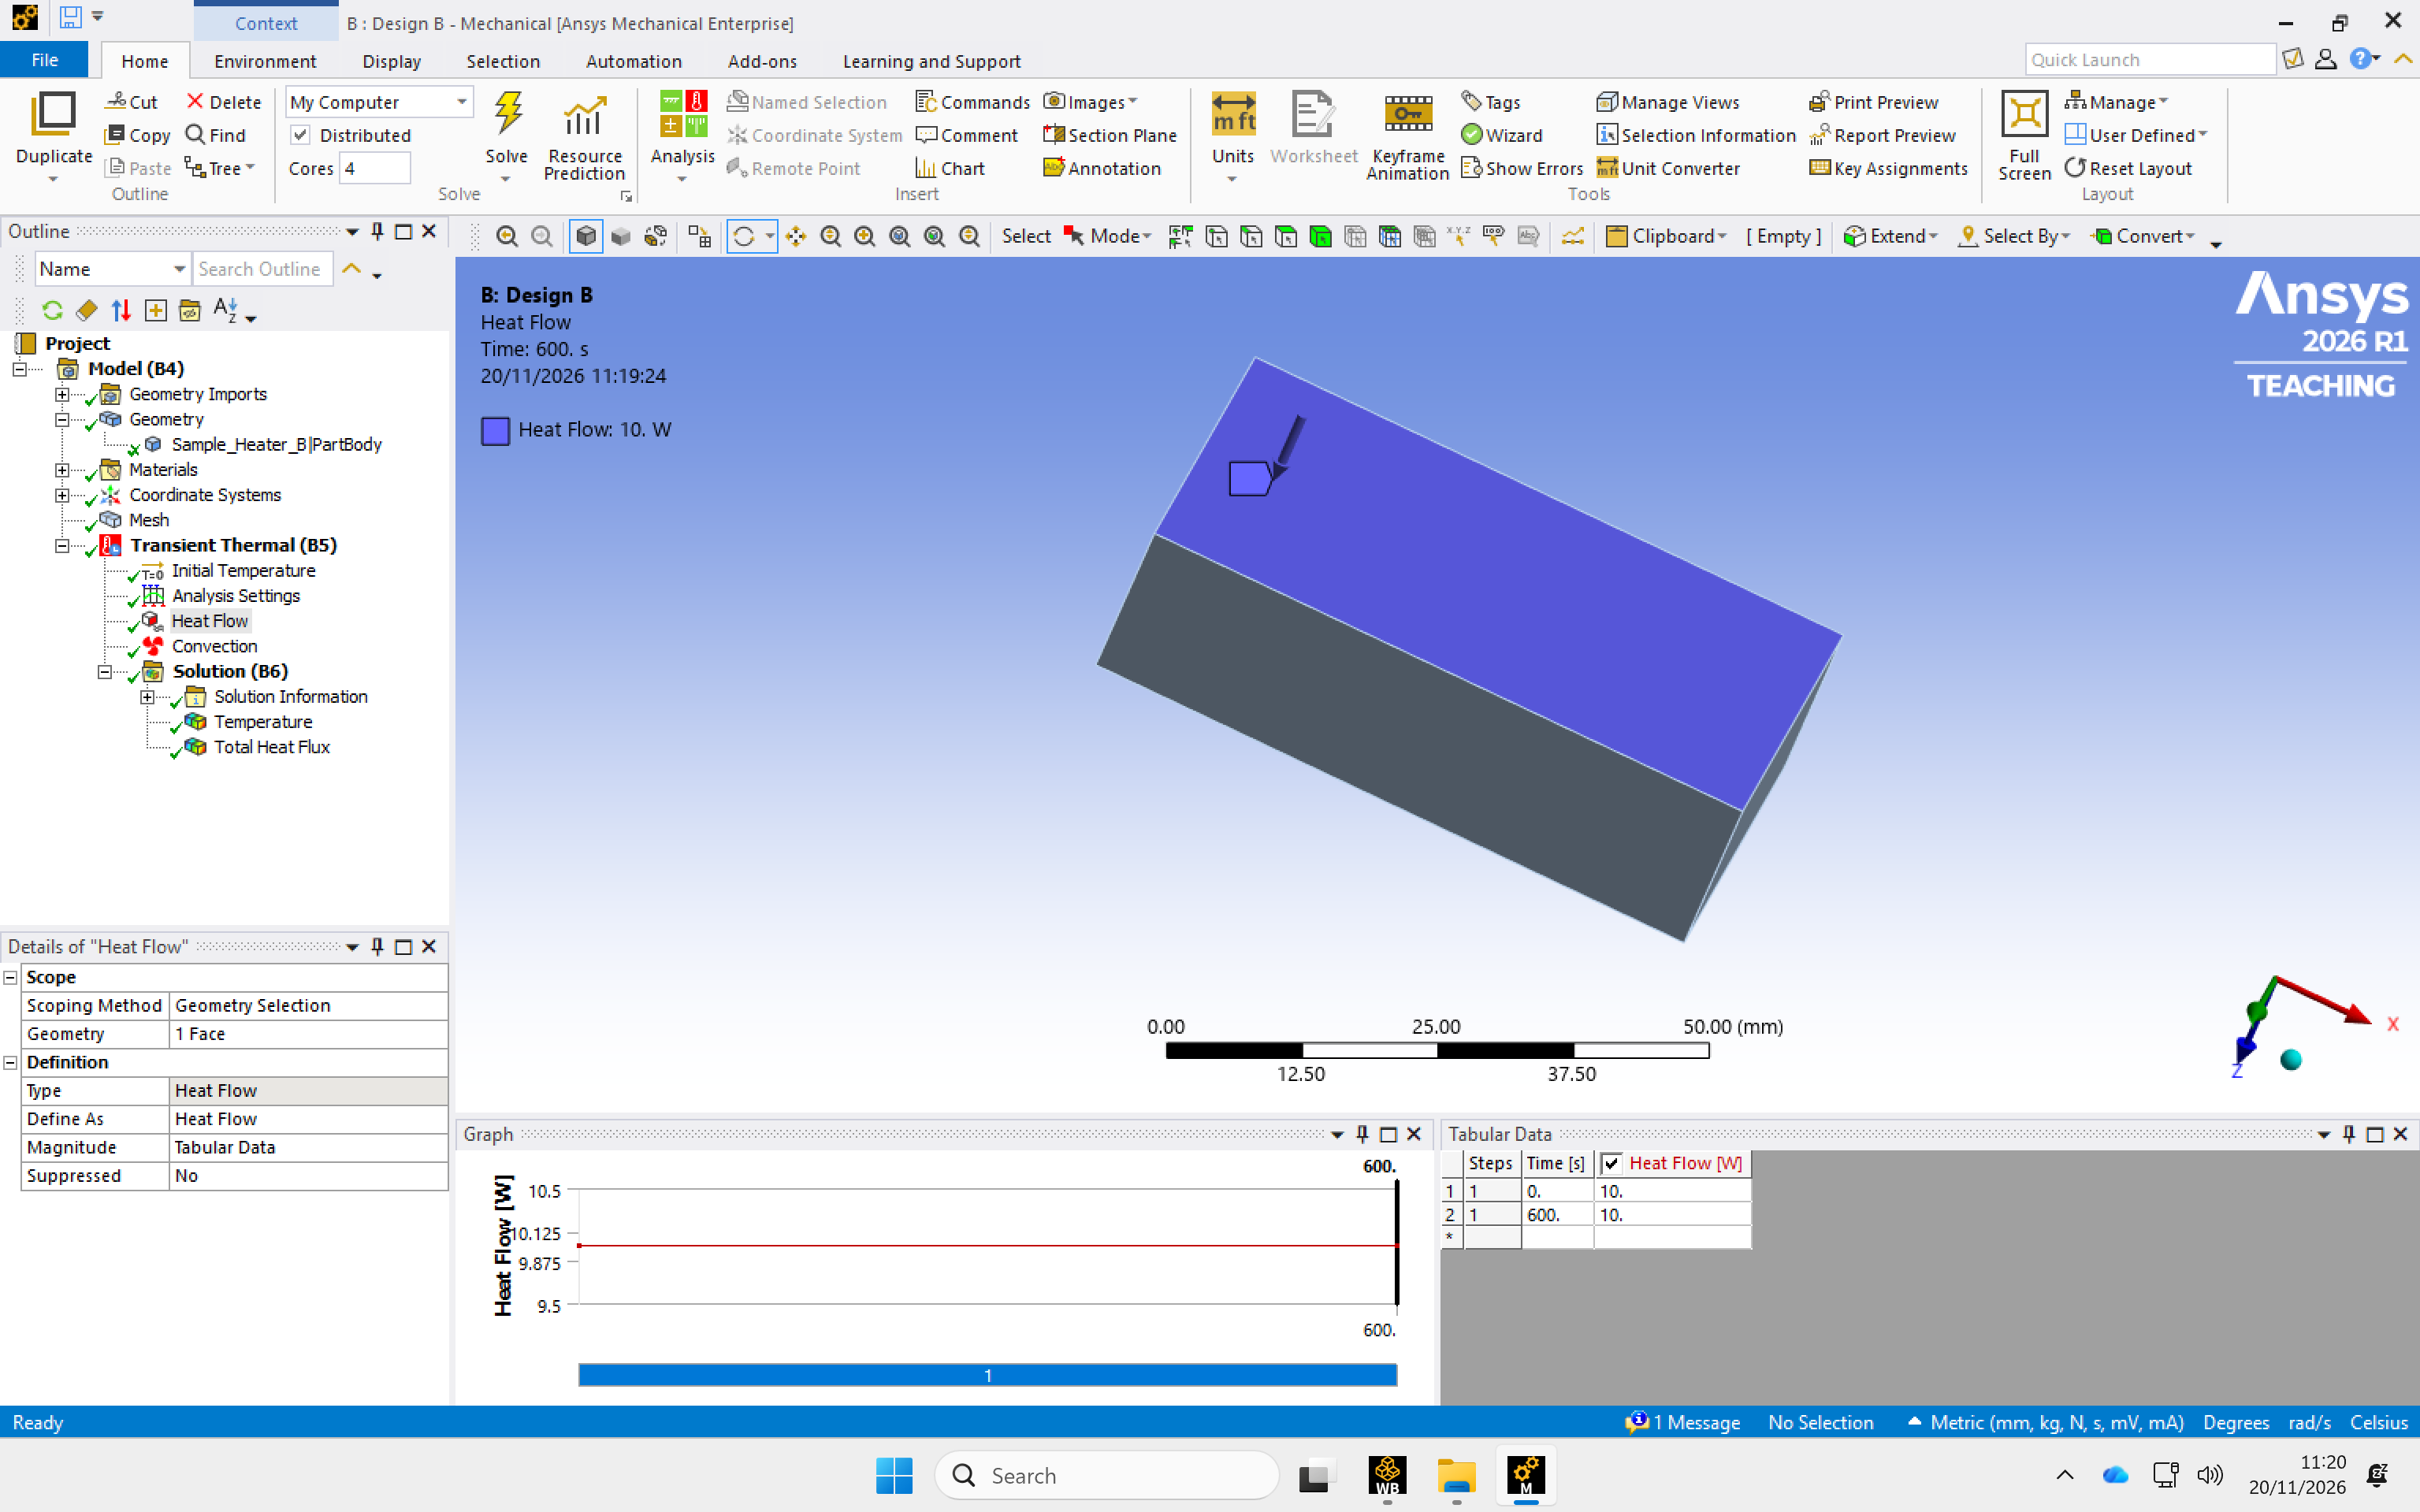 Context
B : Design B - Mechanical [Ansys Mechanical Enterprise]
File
Home
Environment
Display
Selection
Automation
Add-ons
Learning and Support
Quick Launch
Duplicate
Cut
Delete
Copy
Find
Paste
Tree
Outline
My Computer
Distributed
Cores 4
Solve
Resource Prediction
Solve
Analysis
Named Selection
Coordinate System
Remote Point
Commands
Comment
Chart
Images
Section Plane
Annotation
Insert
Units
Worksheet
Keyframe Animation
Tags
Wizard
Show Errors
Manage Views
Selection Information
Unit Converter
Print Preview
Report Preview
Key Assignments
Tools
Full Screen
Manage
User Defined
Reset Layout
Layout
Outline
Name
Search Outline
Select
Mode
Clipboard
[ Empty ]
Extend
Select By
Convert
Project
Model (B4)
Geometry Imports
Geometry
Sample_Heater_B|PartBody
Materials
Coordinate Systems
Mesh
Transient Thermal (B5)
Initial Temperature
Analysis Settings
Heat Flow
Convection
Solution (B6)
Solution Information
Temperature
Total Heat Flux
B: Design B
Heat Flow
Time: 600. s
20/11/2026 11:19:24
Heat Flow: 10. W
Ansys
2026 R1
TEACHING
0.00
25.00
50.00 (mm)
12.50
37.50
X
Z
Details of "Heat Flow"
Scope
Scoping Method
Geometry Selection
Geometry
1 Face
Definition
Type
Heat Flow
Define As
Heat Flow
Magnitude
Tabular Data
Suppressed
No
Graph
Heat Flow [W]
600.
10.5
10.125
9.875
9.5
600.
1
Tabular Data
Steps
Time [s]
Heat Flow [W]
1 1 0. 10.
2 1 600. 10.
*
Ready
1 Message
No Selection
Metric (mm, kg, N, s, mV, mA)
Degrees
rad/s
Celsius
Search
WB
M
11:20
20/11/2026